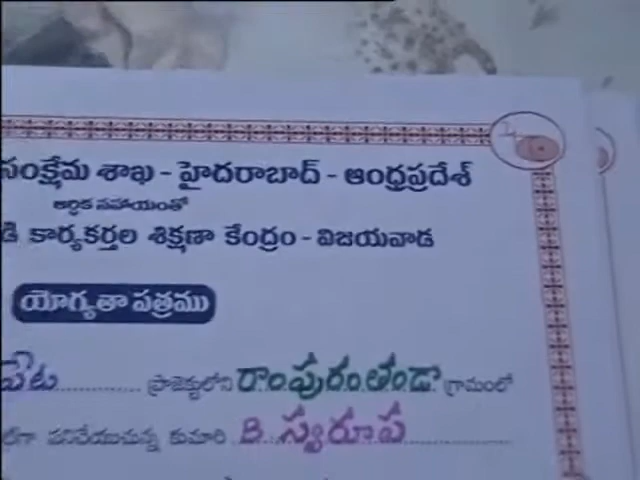 సంక్షేమ శాఖ - హైదరాబాద్ - ఆంధ్రప్రదేశ్
ఆర్థిక సహాయంతో
డి కార్యకర్తల శిక్షణా కేంద్రం - విజయవాడ
యోగ్యతా పత్రము
పేట............. ప్రాజెక్టులోని రాంపురం తండా గ్రామంలో
పనిచేయుచున్న కుమారి B. స్వరూప